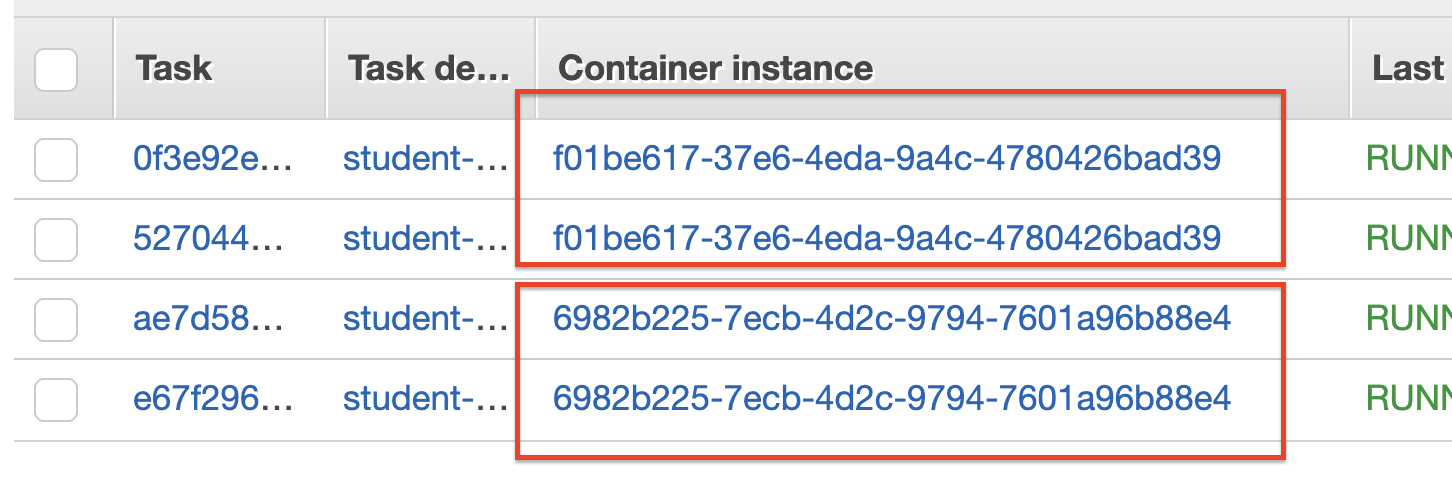 Task Task de... Container instance Last
0f3e92e... student-... f01be617-37e6-4eda-9a4c-4780426bad39 RUNN
527044... student-... f01be617-37e6-4eda-9a4c-4780426bad39 RUNN
ae7d58... student-... 6982b225-7ecb-4d2c-9794-7601a96b88e4 RUNN
e67f296... student-... 6982b225-7ecb-4d2c-9794-7601a96b88e4 RUNN